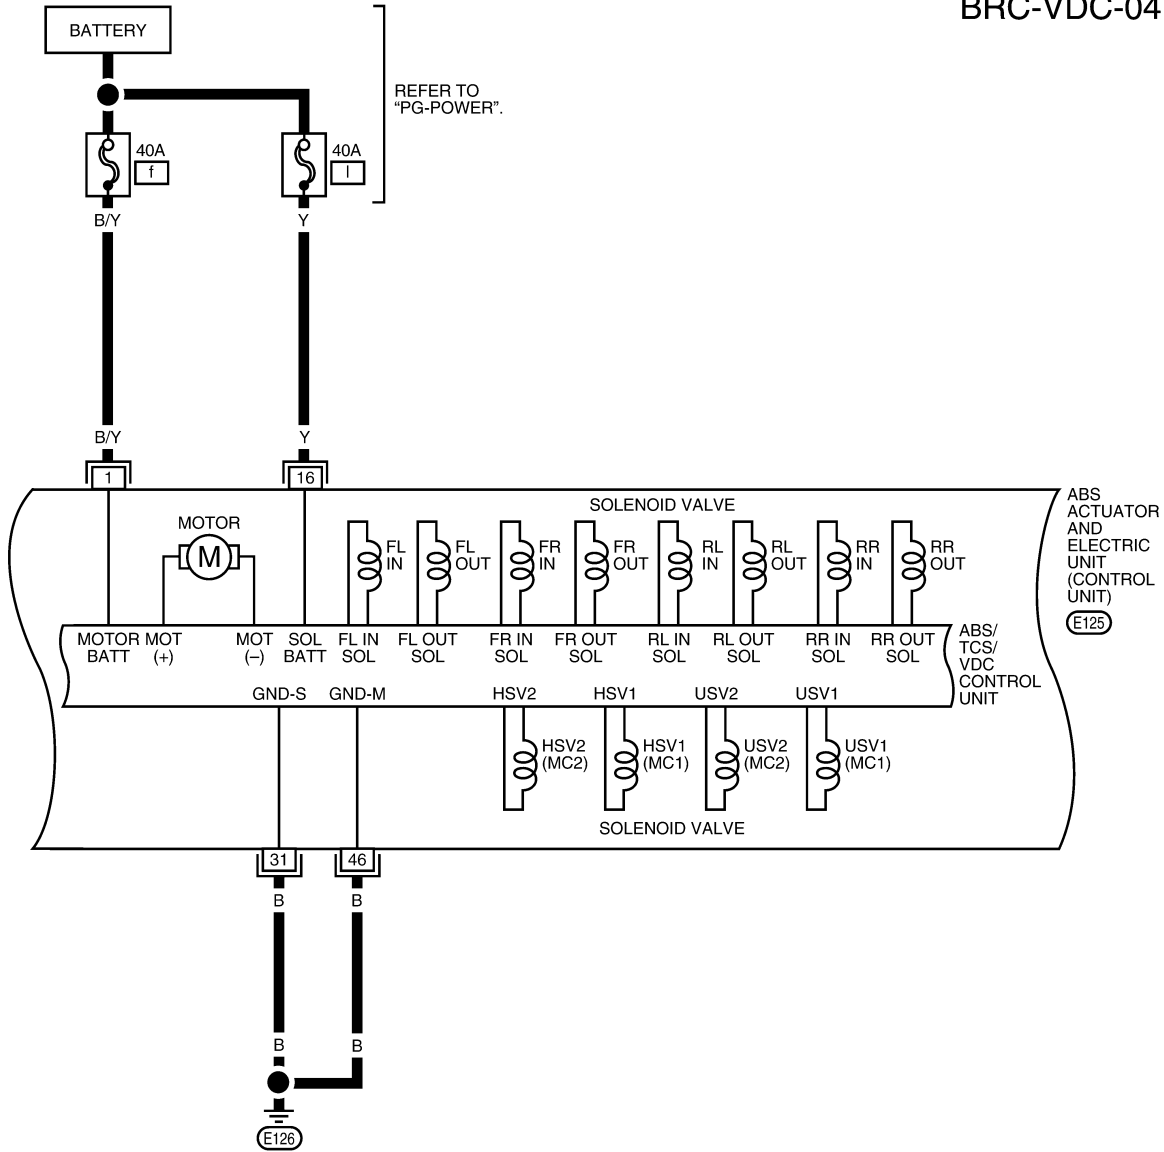 BRC-VDC-04
BATTERY
REFER TO
“PG-POWER”.
40A
f
40A
l
B/Y
Y
B/Y
Y
1
16
SOLENOID VALVE
MOTOR
M
FL
IN
FL
OUT
FR
IN
FR
OUT
RL
IN
RL
OUT
RR
IN
RR
OUT
ABS
ACTUATOR
AND
ELECTRIC
UNIT
(CONTROL
UNIT)
E125
MOTOR
BATT
MOT
(+)
MOT
(–)
SOL
BATT
FL IN
SOL
FL OUT
SOL
FR IN
SOL
FR OUT
SOL
RL IN
SOL
RL OUT
SOL
RR IN
SOL
RR OUT
SOL
ABS/
TCS/
VDC
CONTROL
UNIT
GND-S
GND-M
HSV2
HSV1
USV2
USV1
HSV2
(MC2)
HSV1
(MC1)
USV2
(MC2)
USV1
(MC1)
SOLENOID VALVE
31
46
B
B
B
B
E126